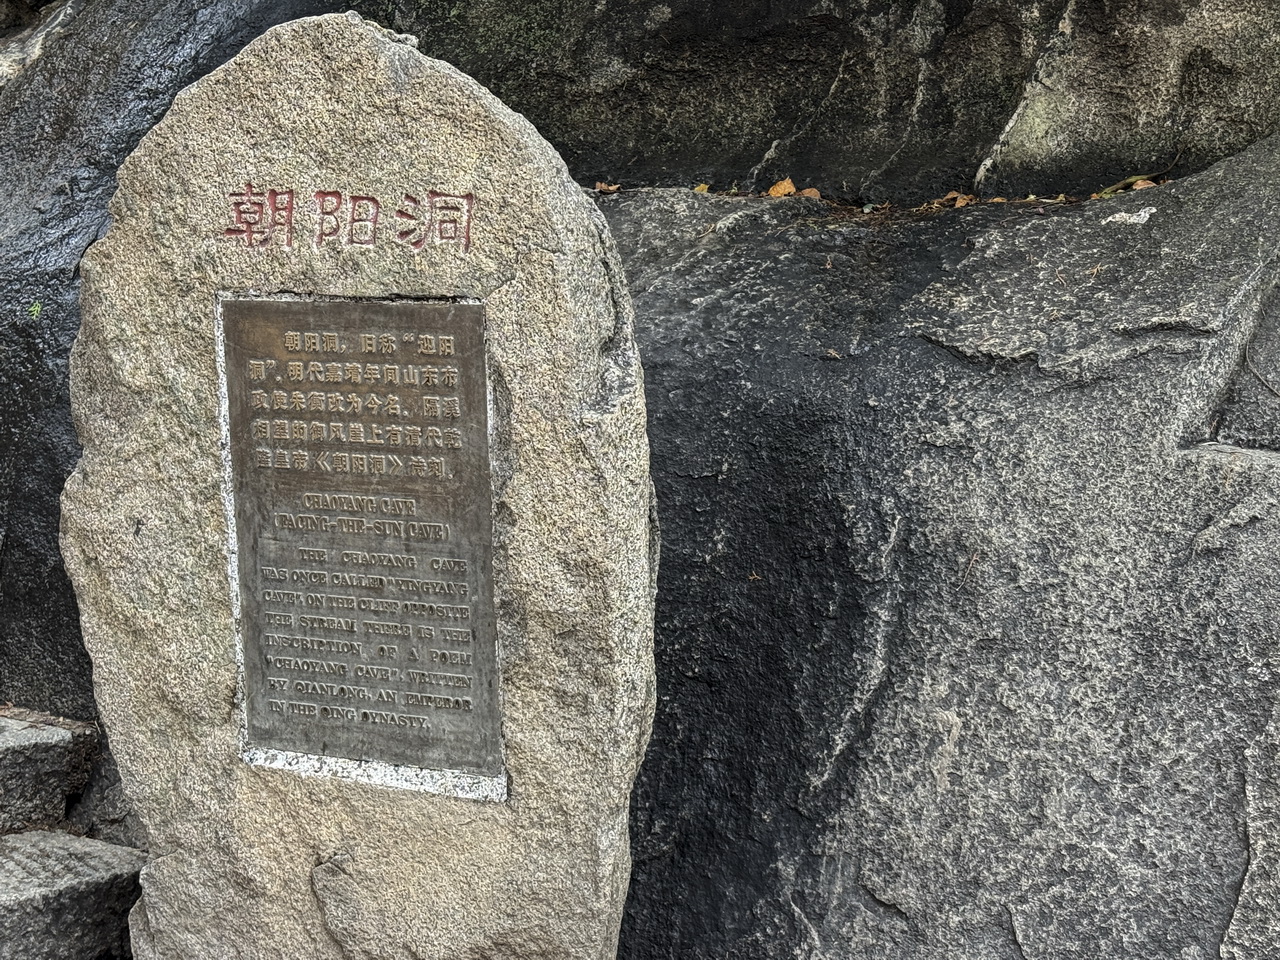 朝阳洞
朝阳洞，旧称“迎阳
洞”，明代嘉靖年间山东布
政使朱衡改为今名，隔溪
相望的御风崖上有清代乾
隆皇帝《朝阳洞》诗刻。
CHAOYANG CAVE
(FACING-THE-SUN CAVE)
THE CHAOYANG CAVE
WAS ONCE CALLED "YINGYANG
CAVE". ON THE CLIFF OPPOSITE
THE STREAM THERE IS THE
INSCRIPTION OF A POEM
"CHAOYANG CAVE", WRITTEN
BY QIANLONG, AN EMPEROR
IN THE QING DYNASTY.